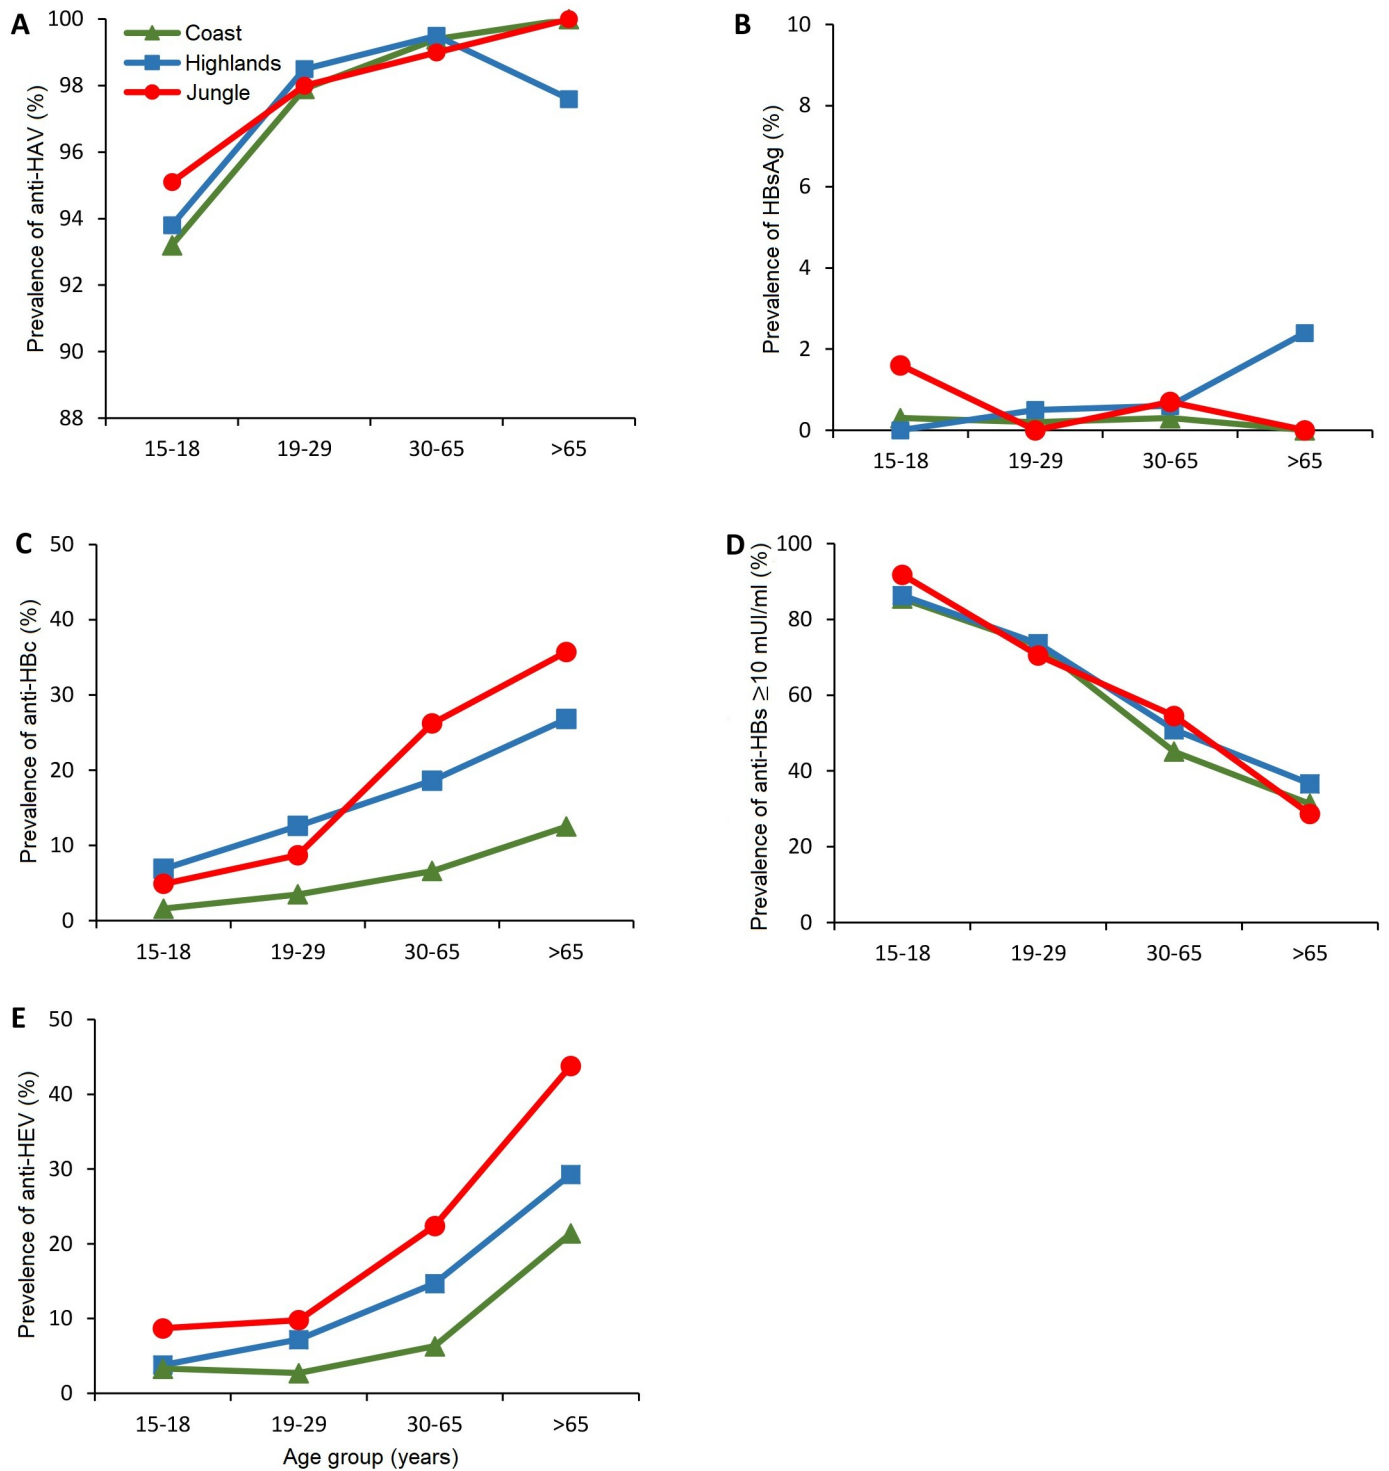 A
Prevalence of anti-HAV (%)
100
98
96
94
92
90
88
Coast
Highlands
Jungle
15-18 19-29 30-65 >65
B
Prevalence of HBsAg (%)
10
8
6
4
2
0
15-18 19-29 30-65 >65
C
Prevalence of anti-HBc (%)
50
40
30
20
10
0
15-18 19-29 30-65 >65
D
Prevalence of anti-HBs ≥10 mUI/ml (%)
100
80
60
40
20
0
15-18 19-29 30-65 >65
E
Prevelence of anti-HEV (%)
50
40
30
20
10
0
15-18 19-29 30-65 >65
Age group (years)